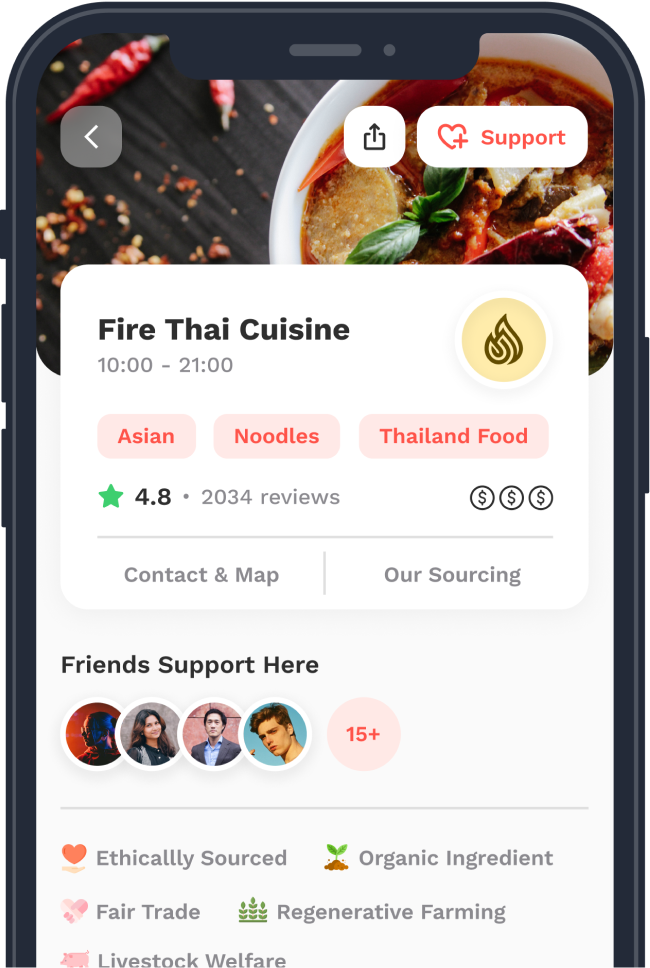 Support
Fire Thai Cuisine
10:00 - 21:00
Asian Noodles Thailand Food
4.8 • 2034 reviews $ $ $
Contact & Map Our Sourcing
Friends Support Here
15+
Ethicallly Sourced Organic Ingredient
Fair Trade Regenerative Farming
Livestock Welfare